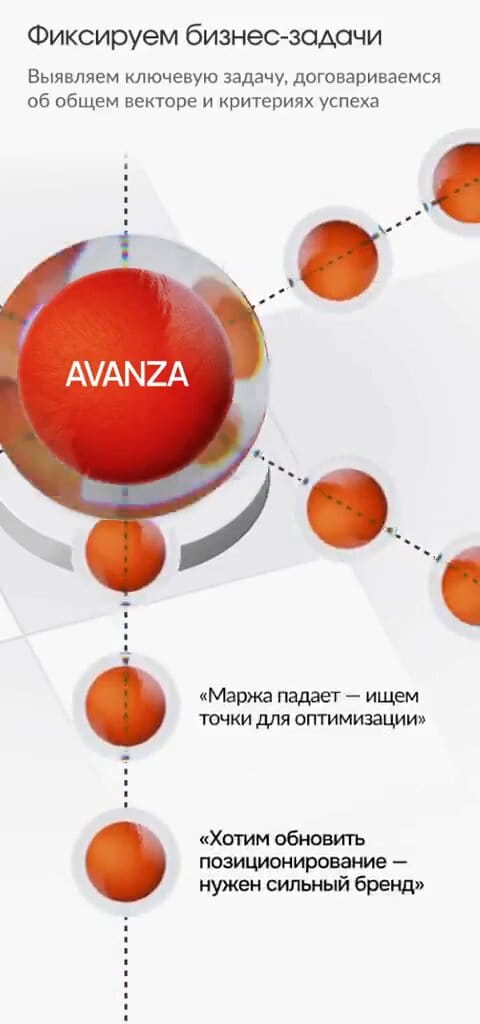 Фиксируем бизнес-задачи
Выявляем ключевую задачу, договариваемся
об общем векторе и критериях успеха
AVANZA
«Маржа падает — ищем
точки для оптимизации»
«Хотим обновить
позиционирование —
нужен сильный бренд»